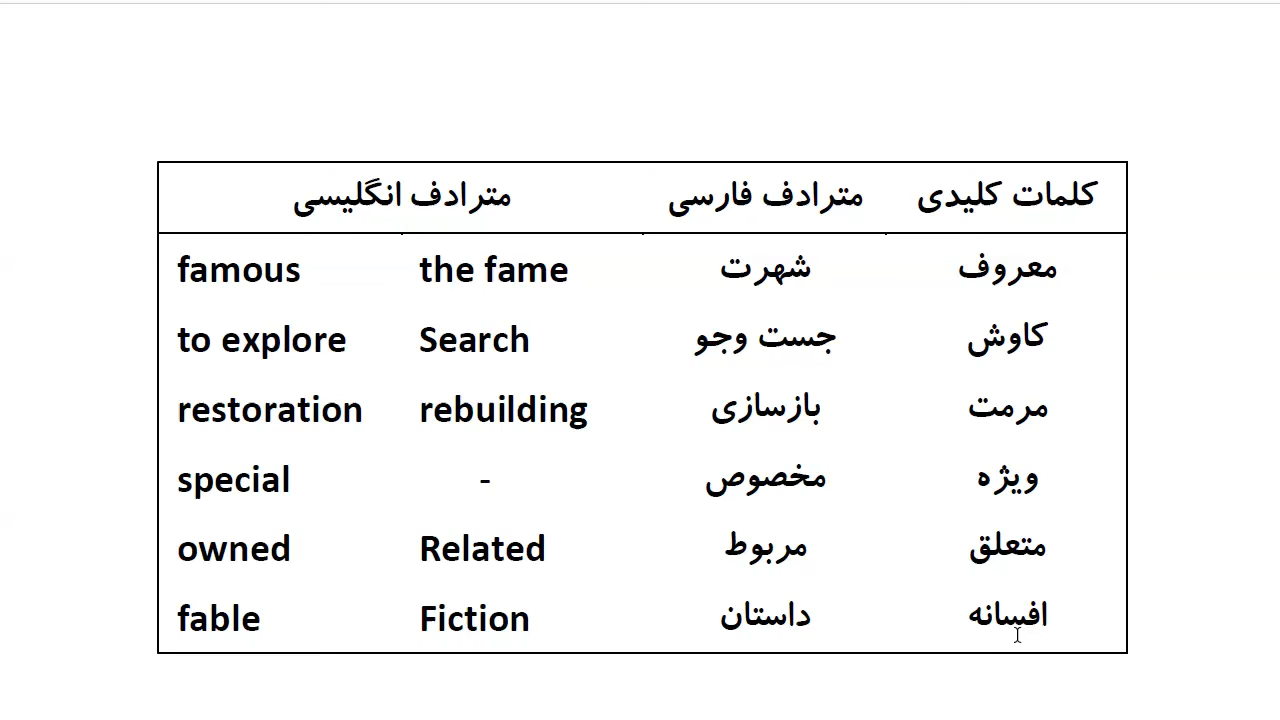 کلمات کلیدی مترادف فارسی مترادف انگلیسی
معروف شهرت the fame famous
کاوش جست وجو Search to explore
مرمت بازسازی rebuilding restoration
ویژه مخصوص - special
متعلق مربوط Related owned
افسانه داستان Fiction fable